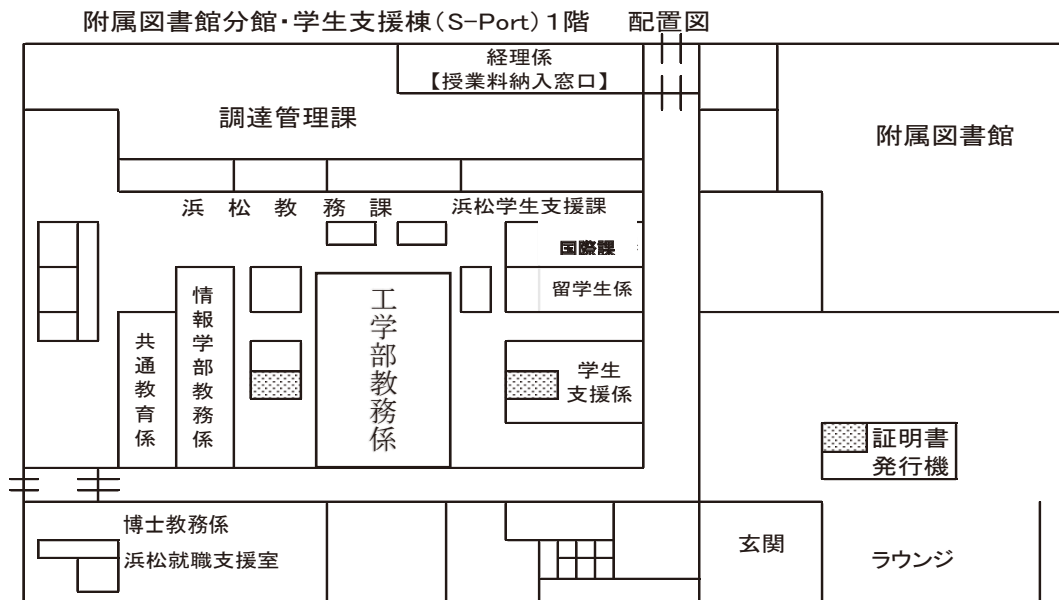 附属図書館分館・学生支援棟(S-Port)1階　配置図
経理係
【授業料納入窓口】
調達管理課
附属図書館
浜松教務課
浜松学生支援課
国際課
留学生係
情報学部教務係
工学部教務係
共通教育係
学生
支援係
証明書
発行機
博士教務係
浜松就職支援室
玄関
ラウンジ